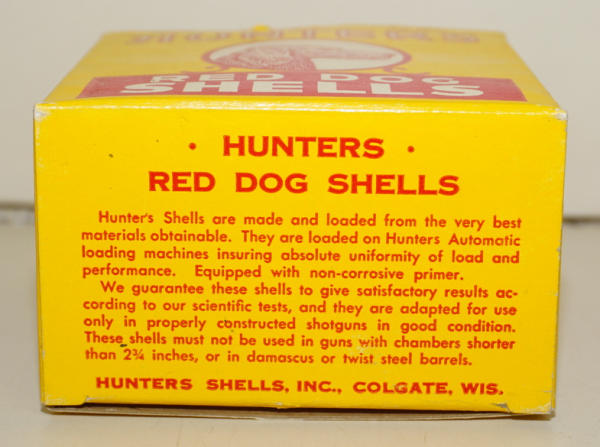 HUNTERS
RED DOG
SHELLS
• HUNTERS •
RED DOG SHELLS
Hunter's Shells are made and loaded from the very best
materials obtainable. They are loaded on Hunters Automatic
loading machines insuring absolute uniformity of load and
performance. Equipped with non-corrosive primer.
We guarantee these shells to give satisfactory results ac-
cording to our scientific tests, and they are adapted for use
only in properly constructed shotguns in good condition.
These shells must not be used in guns with chambers shorter
than 2¾ inches, or in damascus or twist steel barrels.
HUNTERS SHELLS, INC., COLGATE, WIS.